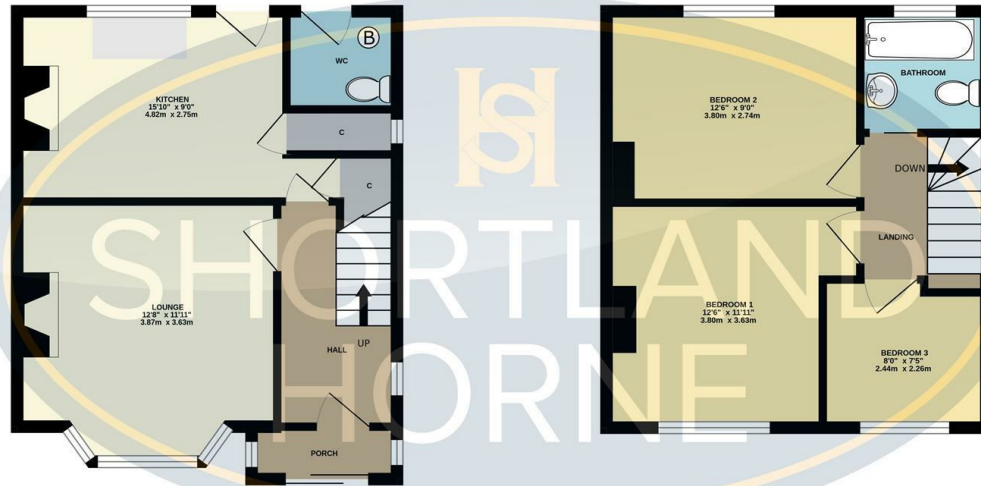 KITCHEN
15'10" x 9'0"
4.82m x 2.75m
WC
B
C
C
LOUNGE
12'8" x 11'11"
3.87m x 3.63m
HALL
UP
PORCH
BEDROOM 2
12'6" x 9'0"
3.80m x 2.74m
BATHROOM
DOWN
LANDING
BEDROOM 1
12'6" x 11'11"
3.80m x 3.63m
BEDROOM 3
8'0" x 7'5"
2.44m x 2.26m
SH
SHORTLAND
HORNE